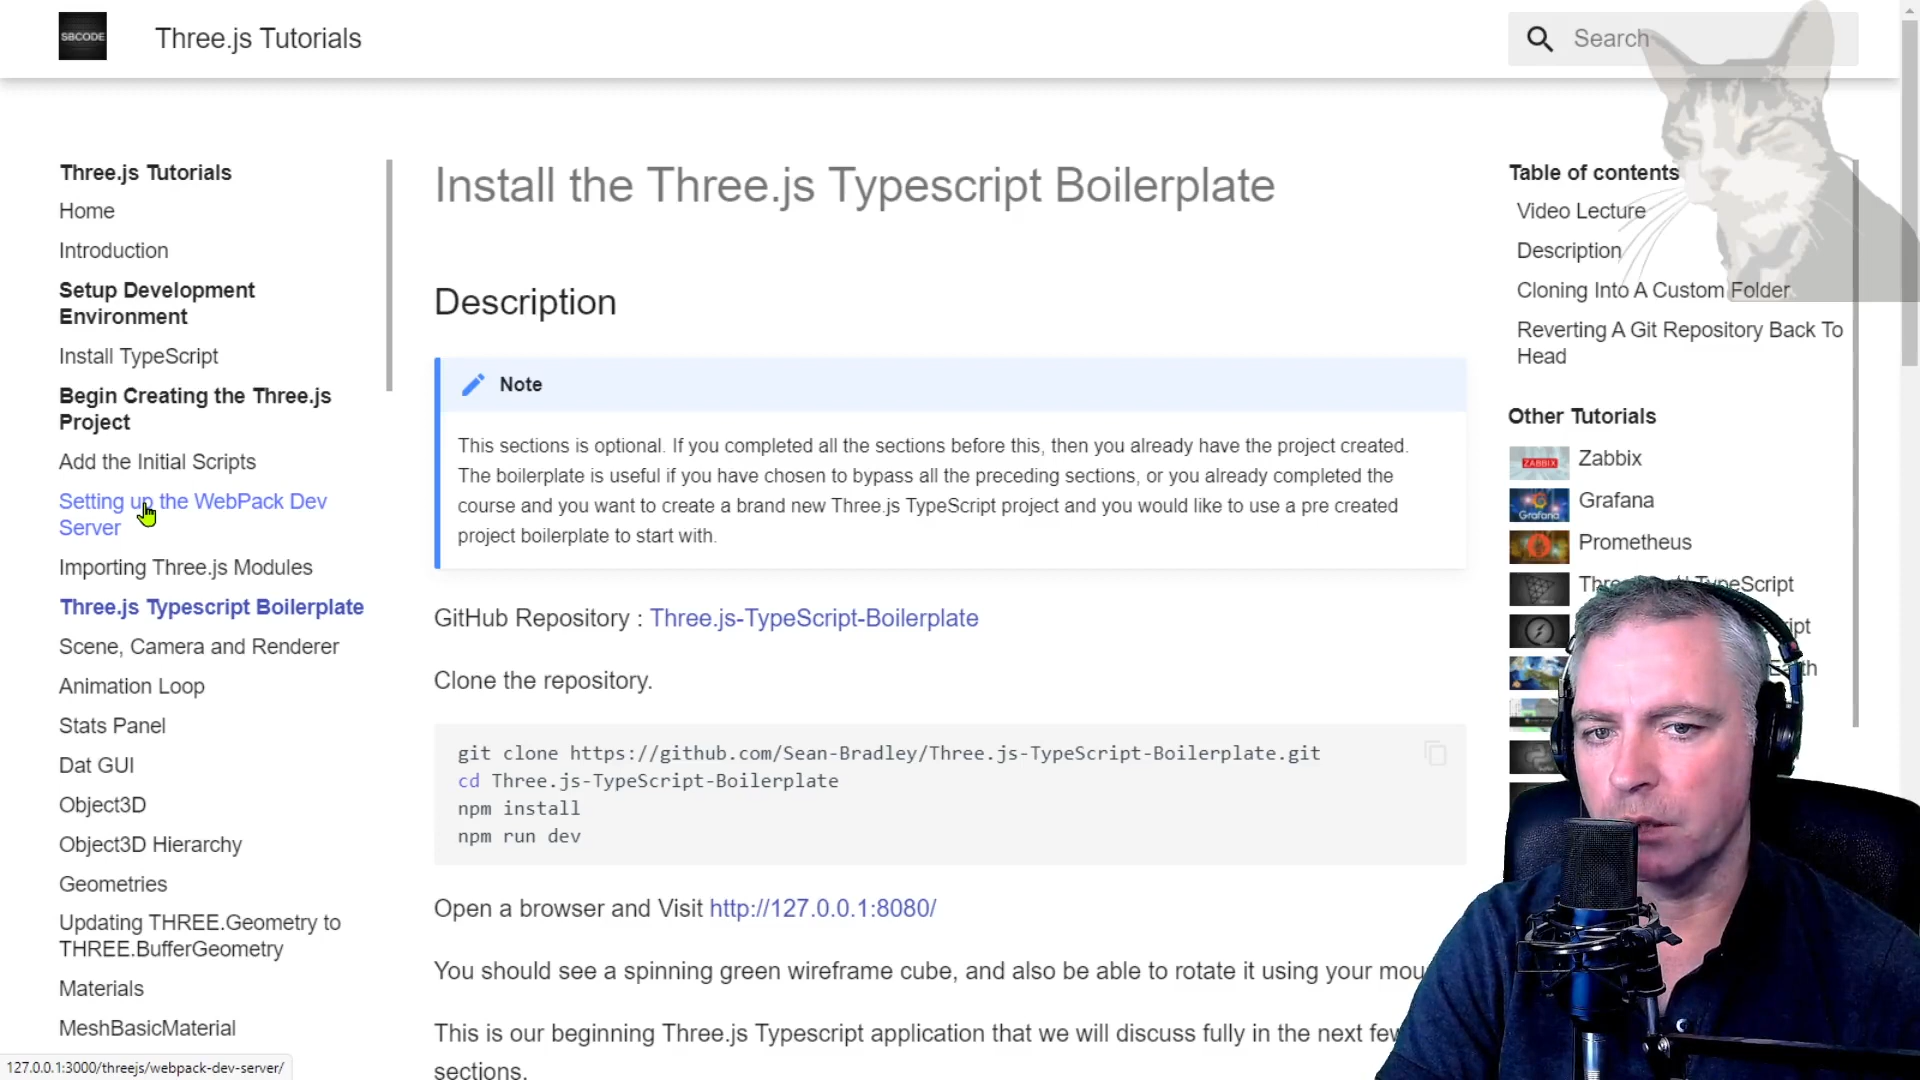 SBCODE
Three.js Tutorials
Search
Three.js Tutorials
Home
Introduction
Setup Development
Environment
Install TypeScript
Begin Creating the Three.js
Project
Add the Initial Scripts
Setting up the WebPack Dev
Server
Importing Three.js Modules
Three.js Typescript Boilerplate
Scene, Camera and Renderer
Animation Loop
Stats Panel
Dat GUI
Object3D
Object3D Hierarchy
Geometries
Updating THREE.Geometry to
THREE.BufferGeometry
Materials
MeshBasicMaterial
127.0.0.1:3000/threejs/webpack-dev-server/
Install the Three.js Typescript Boilerplate
Description
Note
This sections is optional. If you completed all the sections before this, then you already have the project created.
The boilerplate is useful if you have chosen to bypass all the preceding sections, or you already completed the
course and you want to create a brand new Three.js TypeScript project and you would like to use a pre created
project boilerplate to start with.
GitHub Repository : Three.js-TypeScript-Boilerplate
Clone the repository.
git clone https://github.com/Sean-Bradley/Three.js-TypeScript-Boilerplate.git
cd Three.js-TypeScript-Boilerplate
npm install
npm run dev
Open a browser and Visit http://127.0.0.1:8080/
You should see a spinning green wireframe cube, and also be able to rotate it using your mou
This is our beginning Three.js Typescript application that we will discuss fully in the next few
sections.
Table of contents
Video Lecture
Description
Cloning Into A Custom Folder
Reverting A Git Repository Back To
Head
Other Tutorials
ZABBIX
Zabbix
Grafana
Grafana
Prometheus
TypeScript